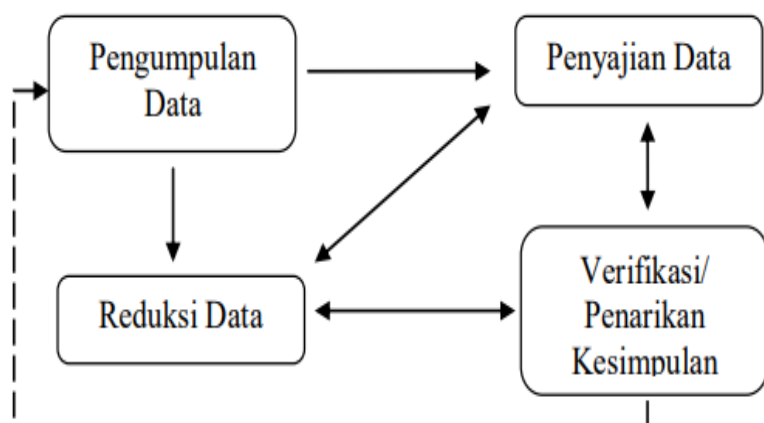 Pengumpulan
Data
Penyajian Data
Reduksi Data
Verifikasi/
Penarikan
Kesimpulan